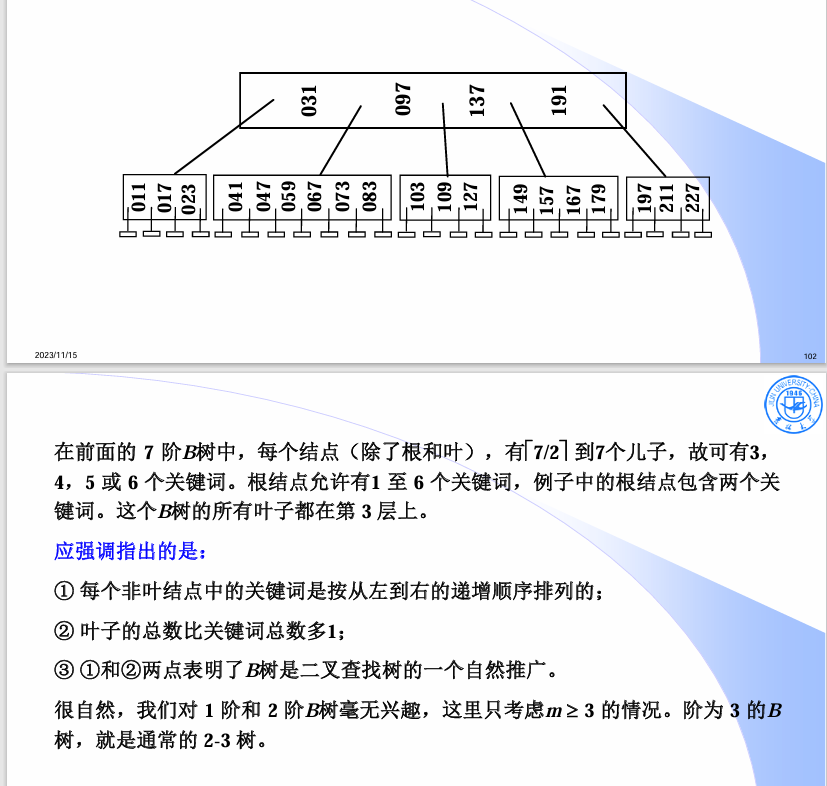 031 097 137 191
011 017 023 041 047 059 067 073 083 103 109 127 149 157 167 179 197 211 227
2023/11/15
102
JILIN UNIVERSITY·CHINA
1946
在前面的 7 阶B树中，每个结点（除了根和叶），有⌈7/2⌉ 到7个儿子，故可有3，
4，5 或 6 个关键词。根结点允许有1 至 6 个关键词，例子中的根结点包含两个关
键词。这个B树的所有叶子都在第 3 层上。
应强调指出的是：
① 每个非叶结点中的关键词是按从左到右的递增顺序排列的；
② 叶子的总数比关键词总数多1；
③ ①和②两点表明了B树是二叉查找树的一个自然推广。
很自然，我们对 1 阶和 2 阶B树毫无兴趣，这里只考虑m ≥ 3 的情况。阶为 3 的B
树，就是通常的 2-3 树。